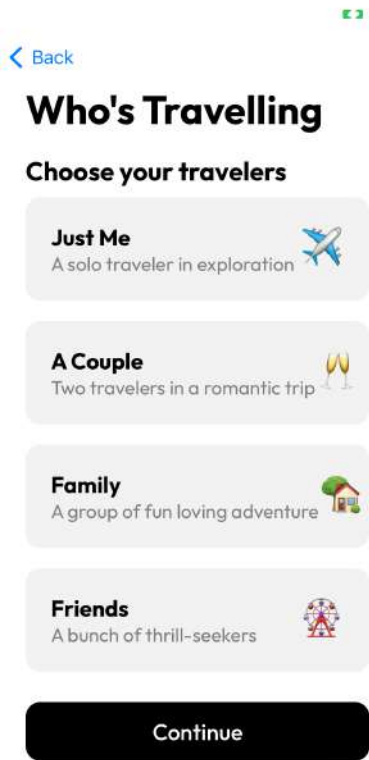 Back
Who's Travelling
Choose your travelers
Just Me
A solo traveler in exploration
A Couple
Two travelers in a romantic trip
Family
A group of fun loving adventure
Friends
A bunch of thrill-seekers
Continue